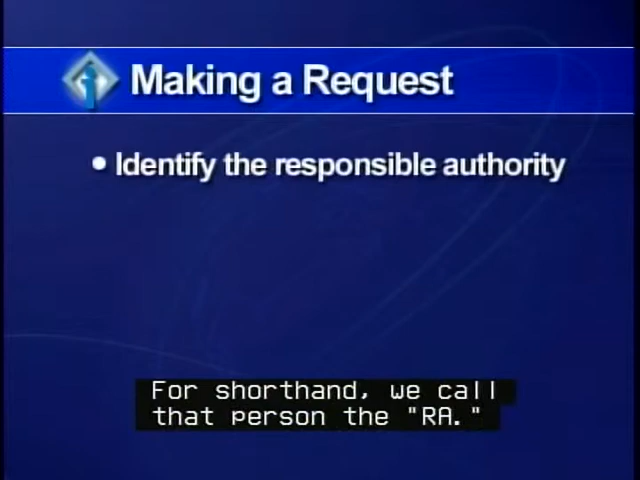 Making a Request
• Identify the responsible authority
For shorthand, we call
that person the "RA."